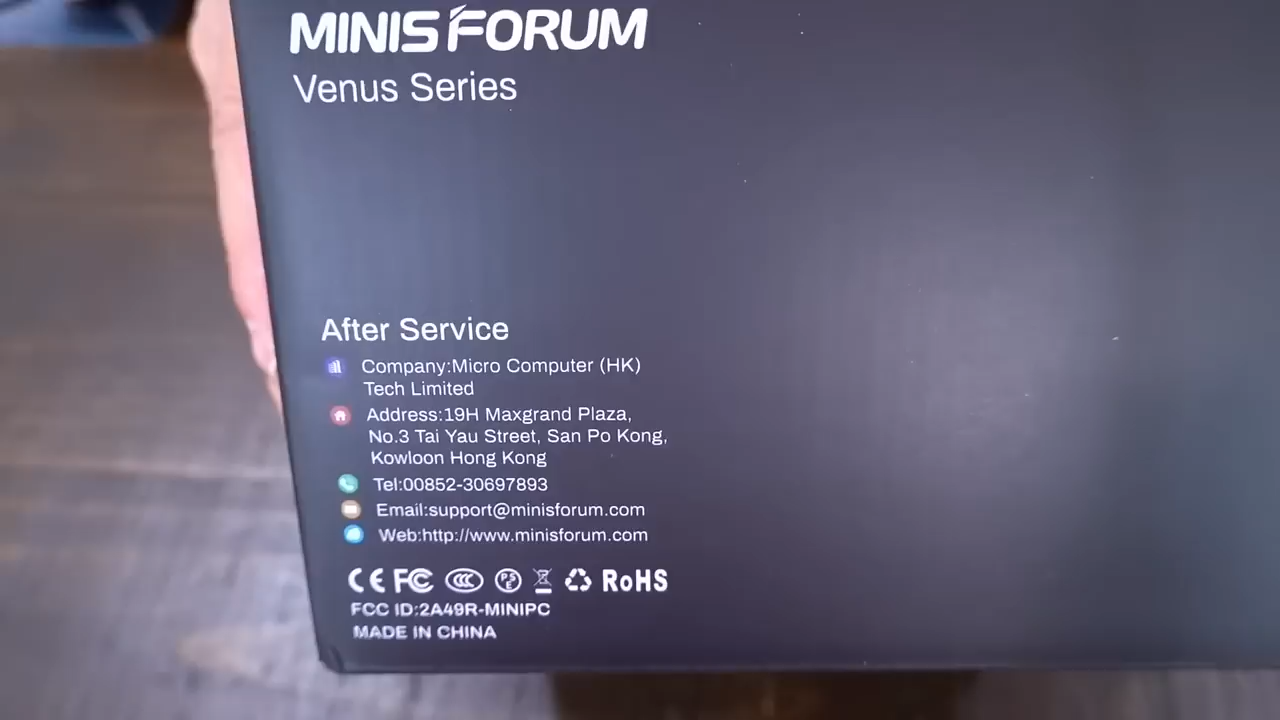 MINISFORUM
Venus Series
After Service
Company:Micro Computer (HK)
Tech Limited
Address:19H Maxgrand Plaza,
No.3 Tai Yau Street, San Po Kong,
Kowloon Hong Kong
Tel:00852-30697893
Email:support@minisforum.com
Web:http://www.minisforum.com
CE FC CCC PSE RoHS
FCC ID:2A49R-MINIPC
MADE IN CHINA